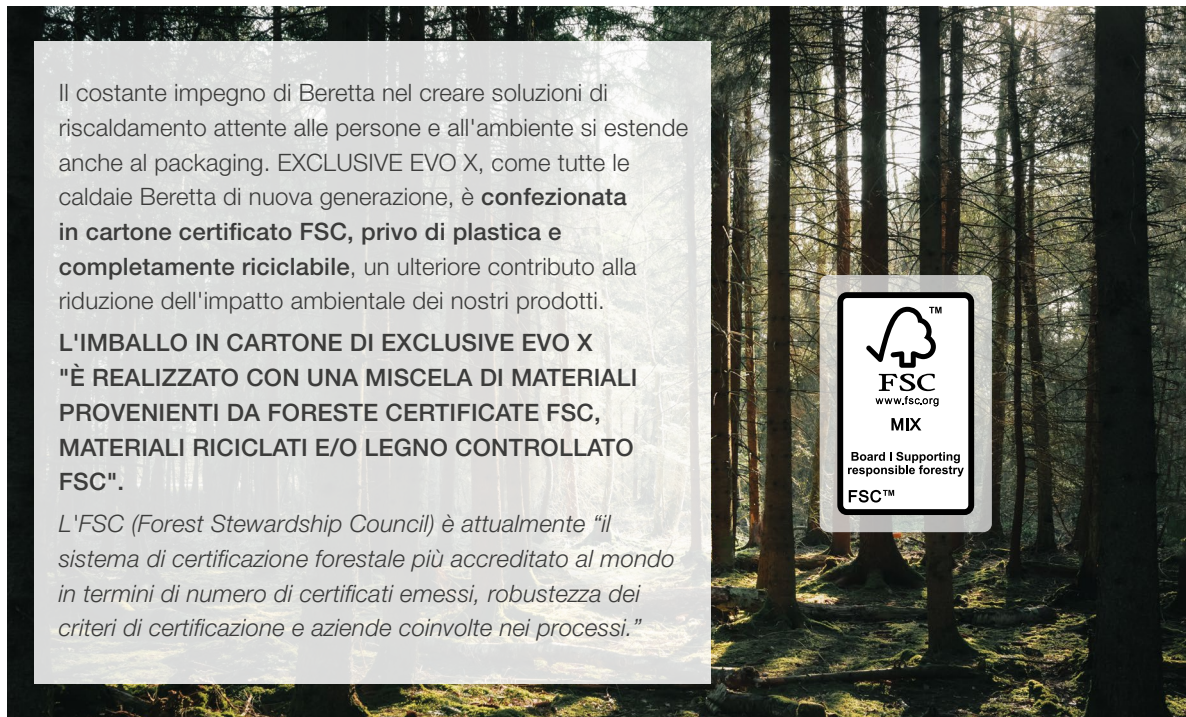 Il costante impegno di Beretta nel creare soluzioni di
riscaldamento attente alle persone e all'ambiente si estende
anche al packaging. EXCLUSIVE EVO X, come tutte le
caldaie Beretta di nuova generazione, è confezionata
in cartone certificato FSC, privo di plastica e
completamente riciclabile, un ulteriore contributo alla
riduzione dell'impatto ambientale dei nostri prodotti.
L'IMBALLO IN CARTONE DI EXCLUSIVE EVO X
"È REALIZZATO CON UNA MISCELA DI MATERIALI
PROVENIENTI DA FORESTE CERTIFICATE FSC,
MATERIALI RICICLATI E/O LEGNO CONTROLLATO
FSC".
L'FSC (Forest Stewardship Council) è attualmente “il
sistema di certificazione forestale più accreditato al mondo
in termini di numero di certificati emessi, robustezza dei
criteri di certificazione e aziende coinvolte nei processi.”
TM
FSC
www.fsc.org
MIX
Board I Supporting
responsible forestry
FSC™